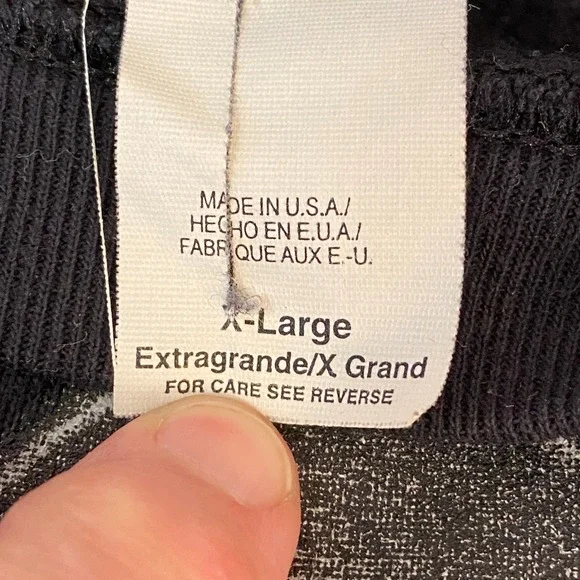 MADE IN U.S.A./
HECHO EN E.U.A./
FABRIQUE AUX E.-U.
X-Large
Extragrande/X Grand
FOR CARE SEE REVERSE